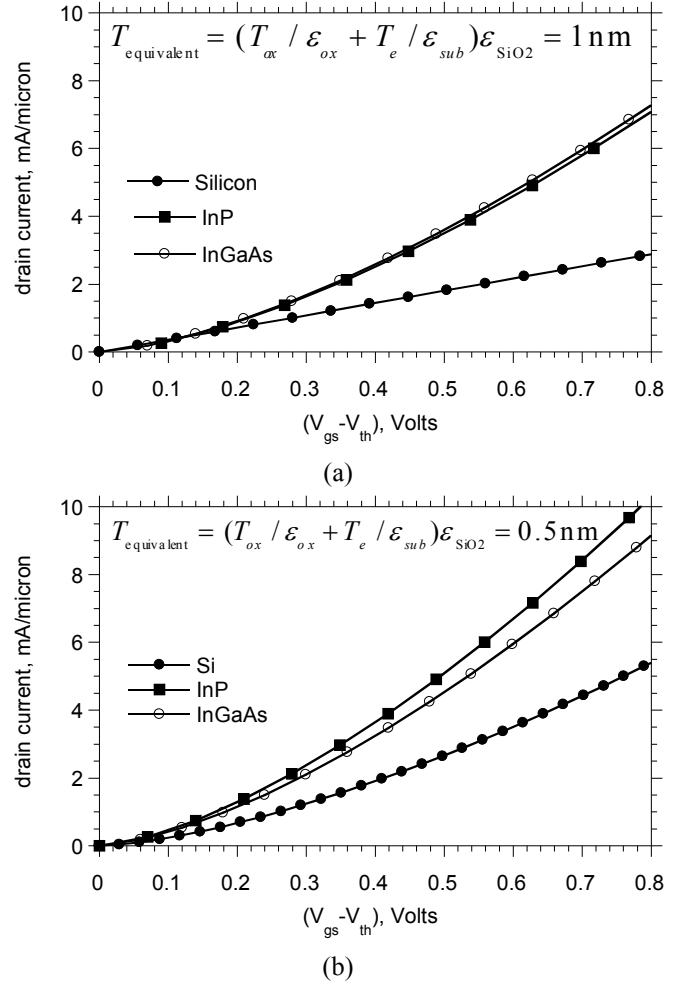 T_equivalent = (T_ox / ε_ox + T_e / ε_sub)ε_SiO2 = 1nm
10
8
6
4
2
0
drain current, mA/micron
Silicon
InP
InGaAs
0 0.1 0.2 0.3 0.4 0.5 0.6 0.7 0.8
(V_gs-V_th), Volts
(a)
T_equivalent = (T_ox / ε_ox + T_e / ε_sub)ε_SiO2 = 0.5nm
10
8
6
4
2
0
drain current, mA/micron
Si
InP
InGaAs
0 0.1 0.2 0.3 0.4 0.5 0.6 0.7 0.8
(V_gs-V_th), Volts
(b)